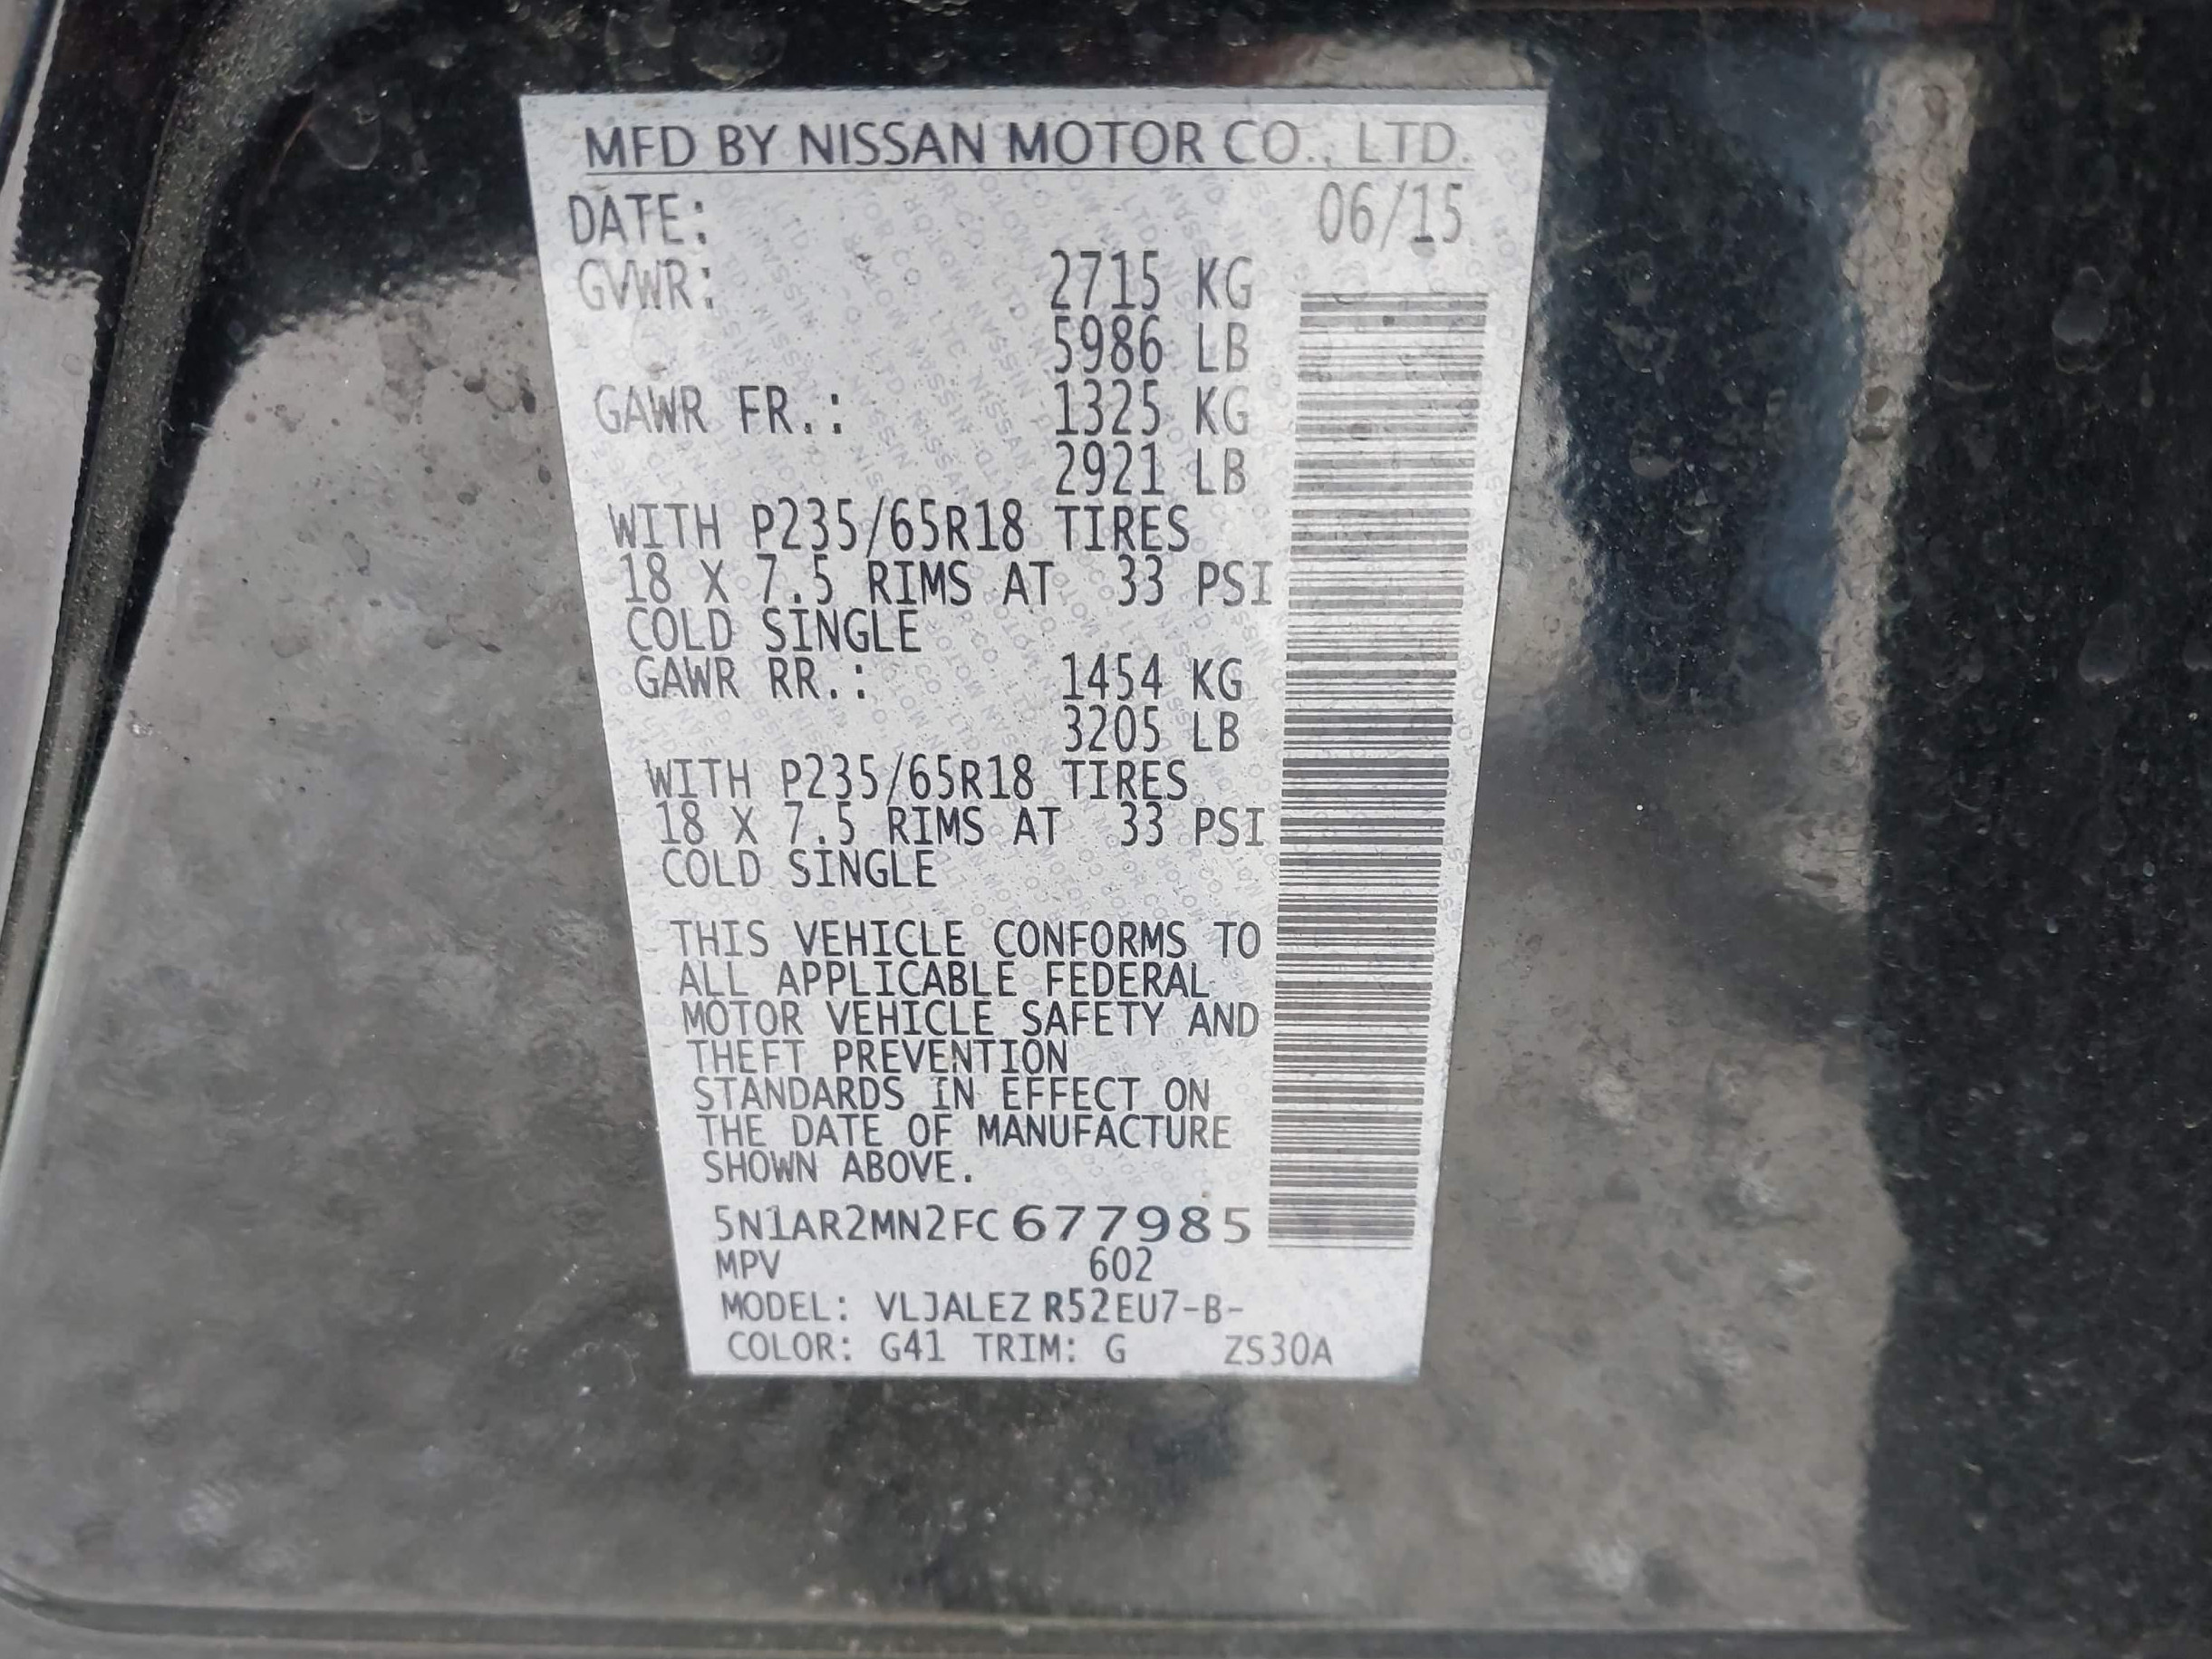 MFD BY NISSAN MOTOR CO., LTD.
DATE: 06/15
GVWR: 2715 KG
5986 LB
GAWR FR.: 1325 KG
2921 LB
WITH P235/65R18 TIRES
18 X 7.5 RIMS AT 33 PSI
COLD SINGLE
GAWR RR.: 1454 KG
3205 LB
WITH P235/65R18 TIRES
18 X 7.5 RIMS AT 33 PSI
COLD SINGLE
THIS VEHICLE CONFORMS TO
ALL APPLICABLE FEDERAL
MOTOR VEHICLE SAFETY AND
THEFT PREVENTION
STANDARDS IN EFFECT ON
THE DATE OF MANUFACTURE
SHOWN ABOVE.
5N1AR2MN2FC677985
MPV 602
MODEL: VLJALEZ R52EU7-B-
COLOR: G41 TRIM: G ZS30A